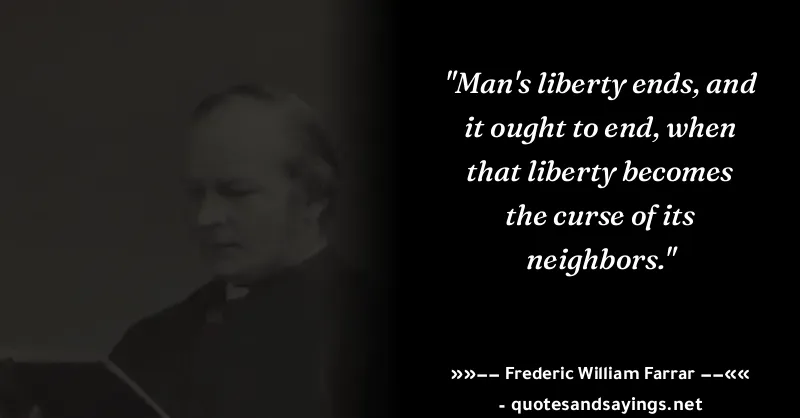 "Man's liberty ends, and
it ought to end, when
that liberty becomes
the curse of its
neighbors."
»»−− Frederic William Farrar −−««
- quotesandsayings.net